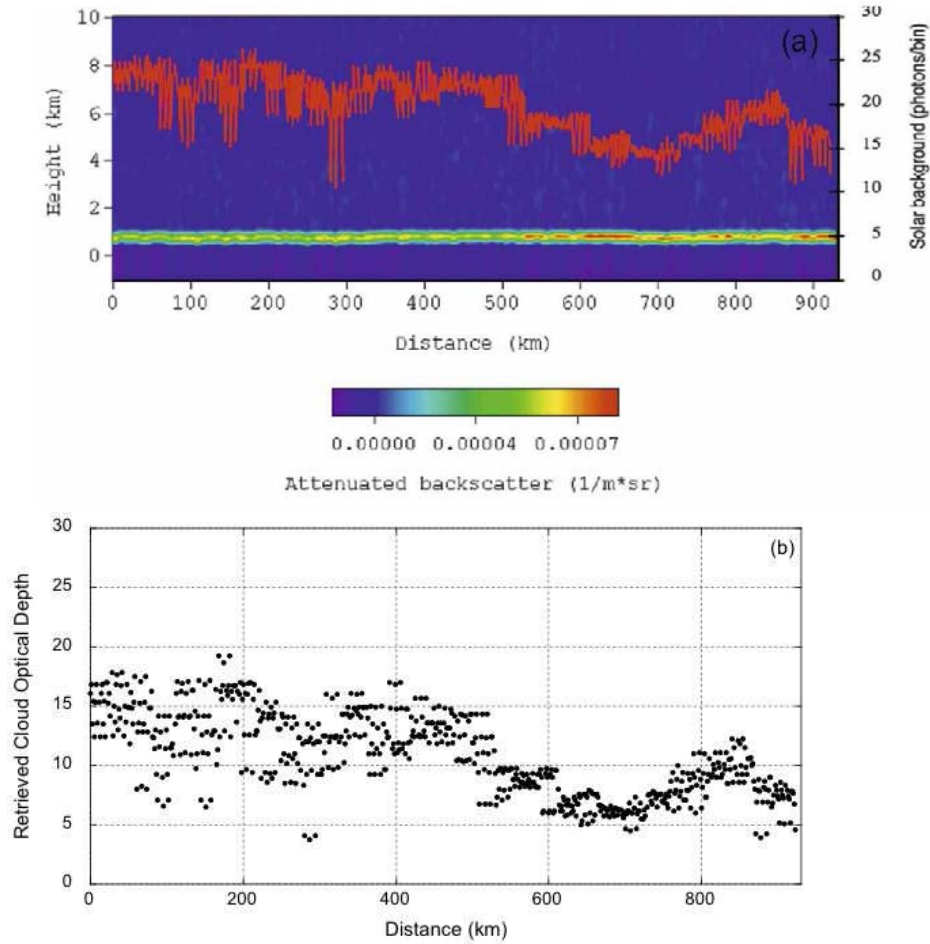 (a)
Height (km)
10
8
6
4
2
0
30
25
20
15
10
5
0
Solar background (photons/bin)
0 100 200 300 400 500 600 700 800 900
Distance (km)
0.00000 0.00004 0.00007
Attenuated backscatter (1/m*sr)
(b)
Retrieved Cloud Optical Depth
30
25
20
15
10
5
0
0 200 400 600 800
Distance (km)